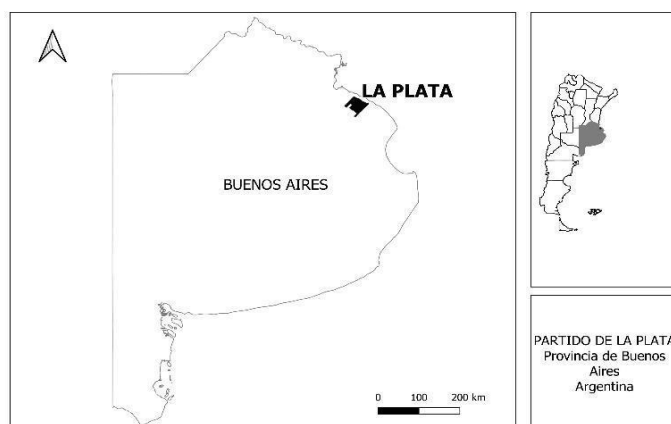 LA PLATA
BUENOS AIRES
0 100 200 km
PARTIDO DE LA PLATA
Provincia de Buenos
Aires
Argentina